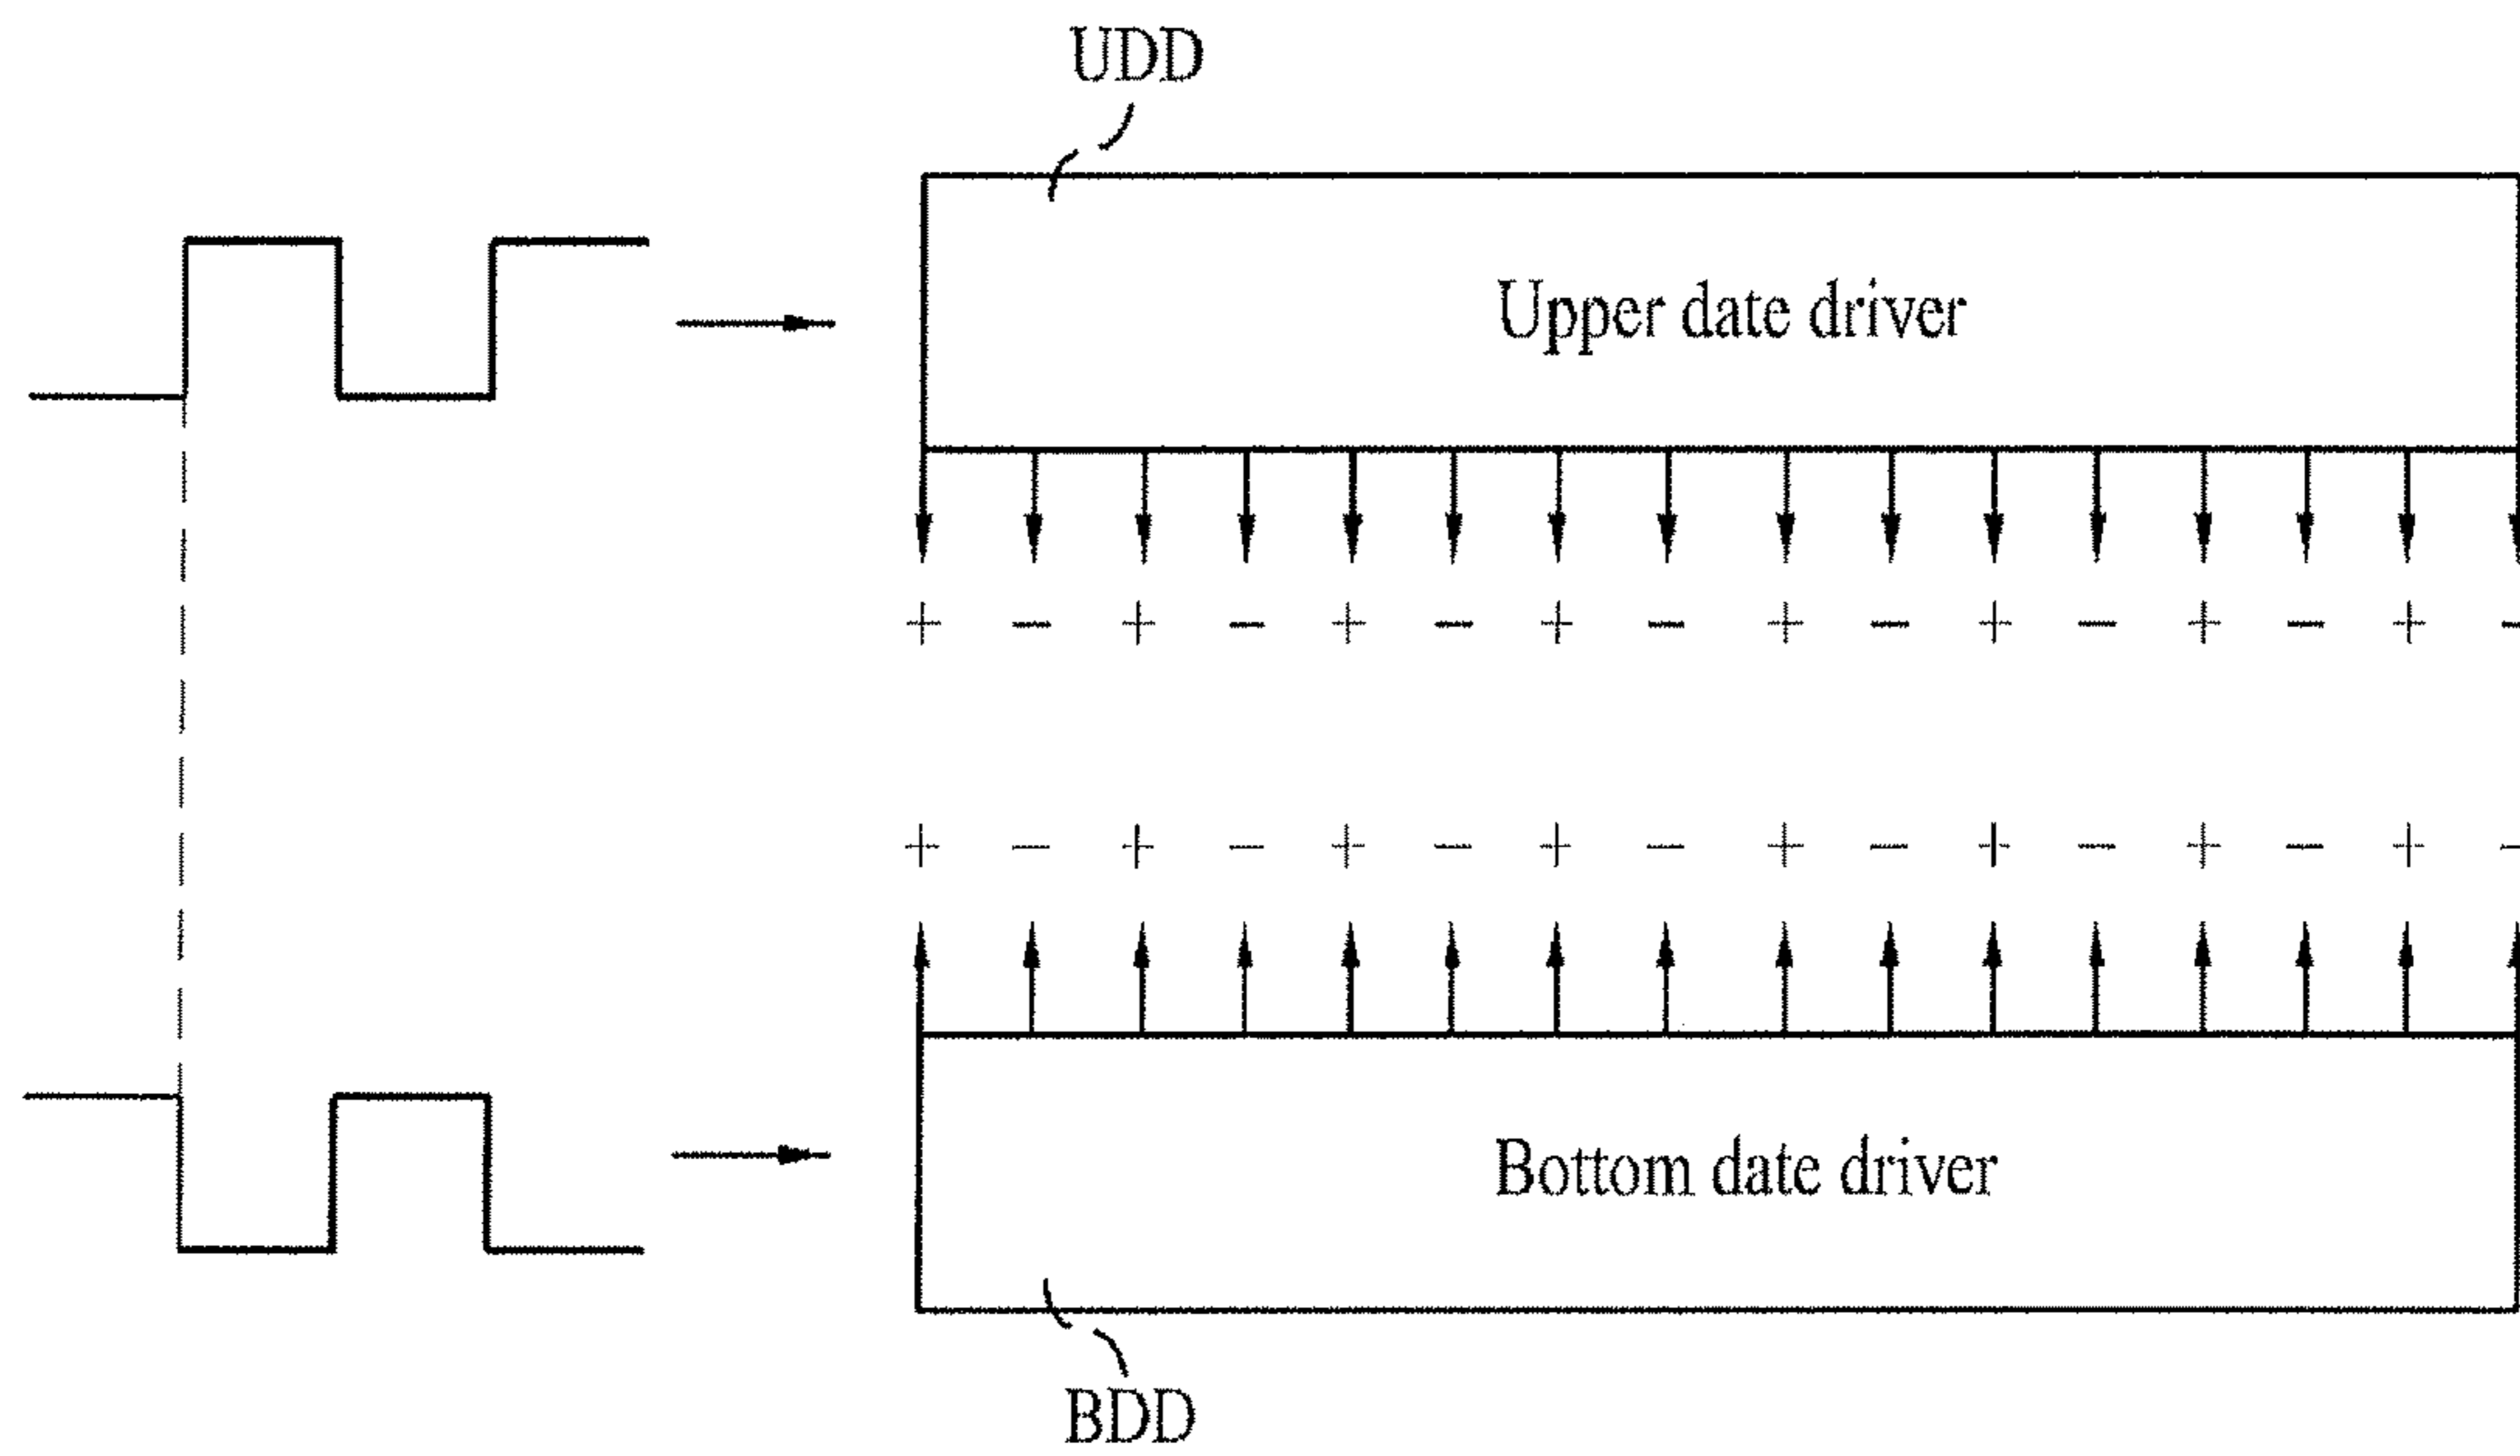 UDD
Upper date driver
+ − + − + − + − + − + − + − + −
+ − + − + − + − + − + − + − + −
Bottom date driver
BDD